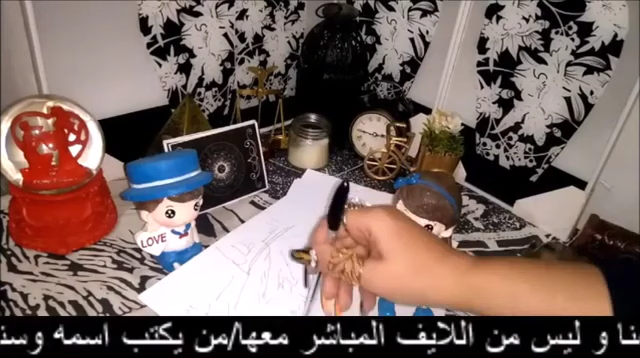 LOVE
نا و ليس من اللايف المباشر معها/من يكتب اسمه وسن